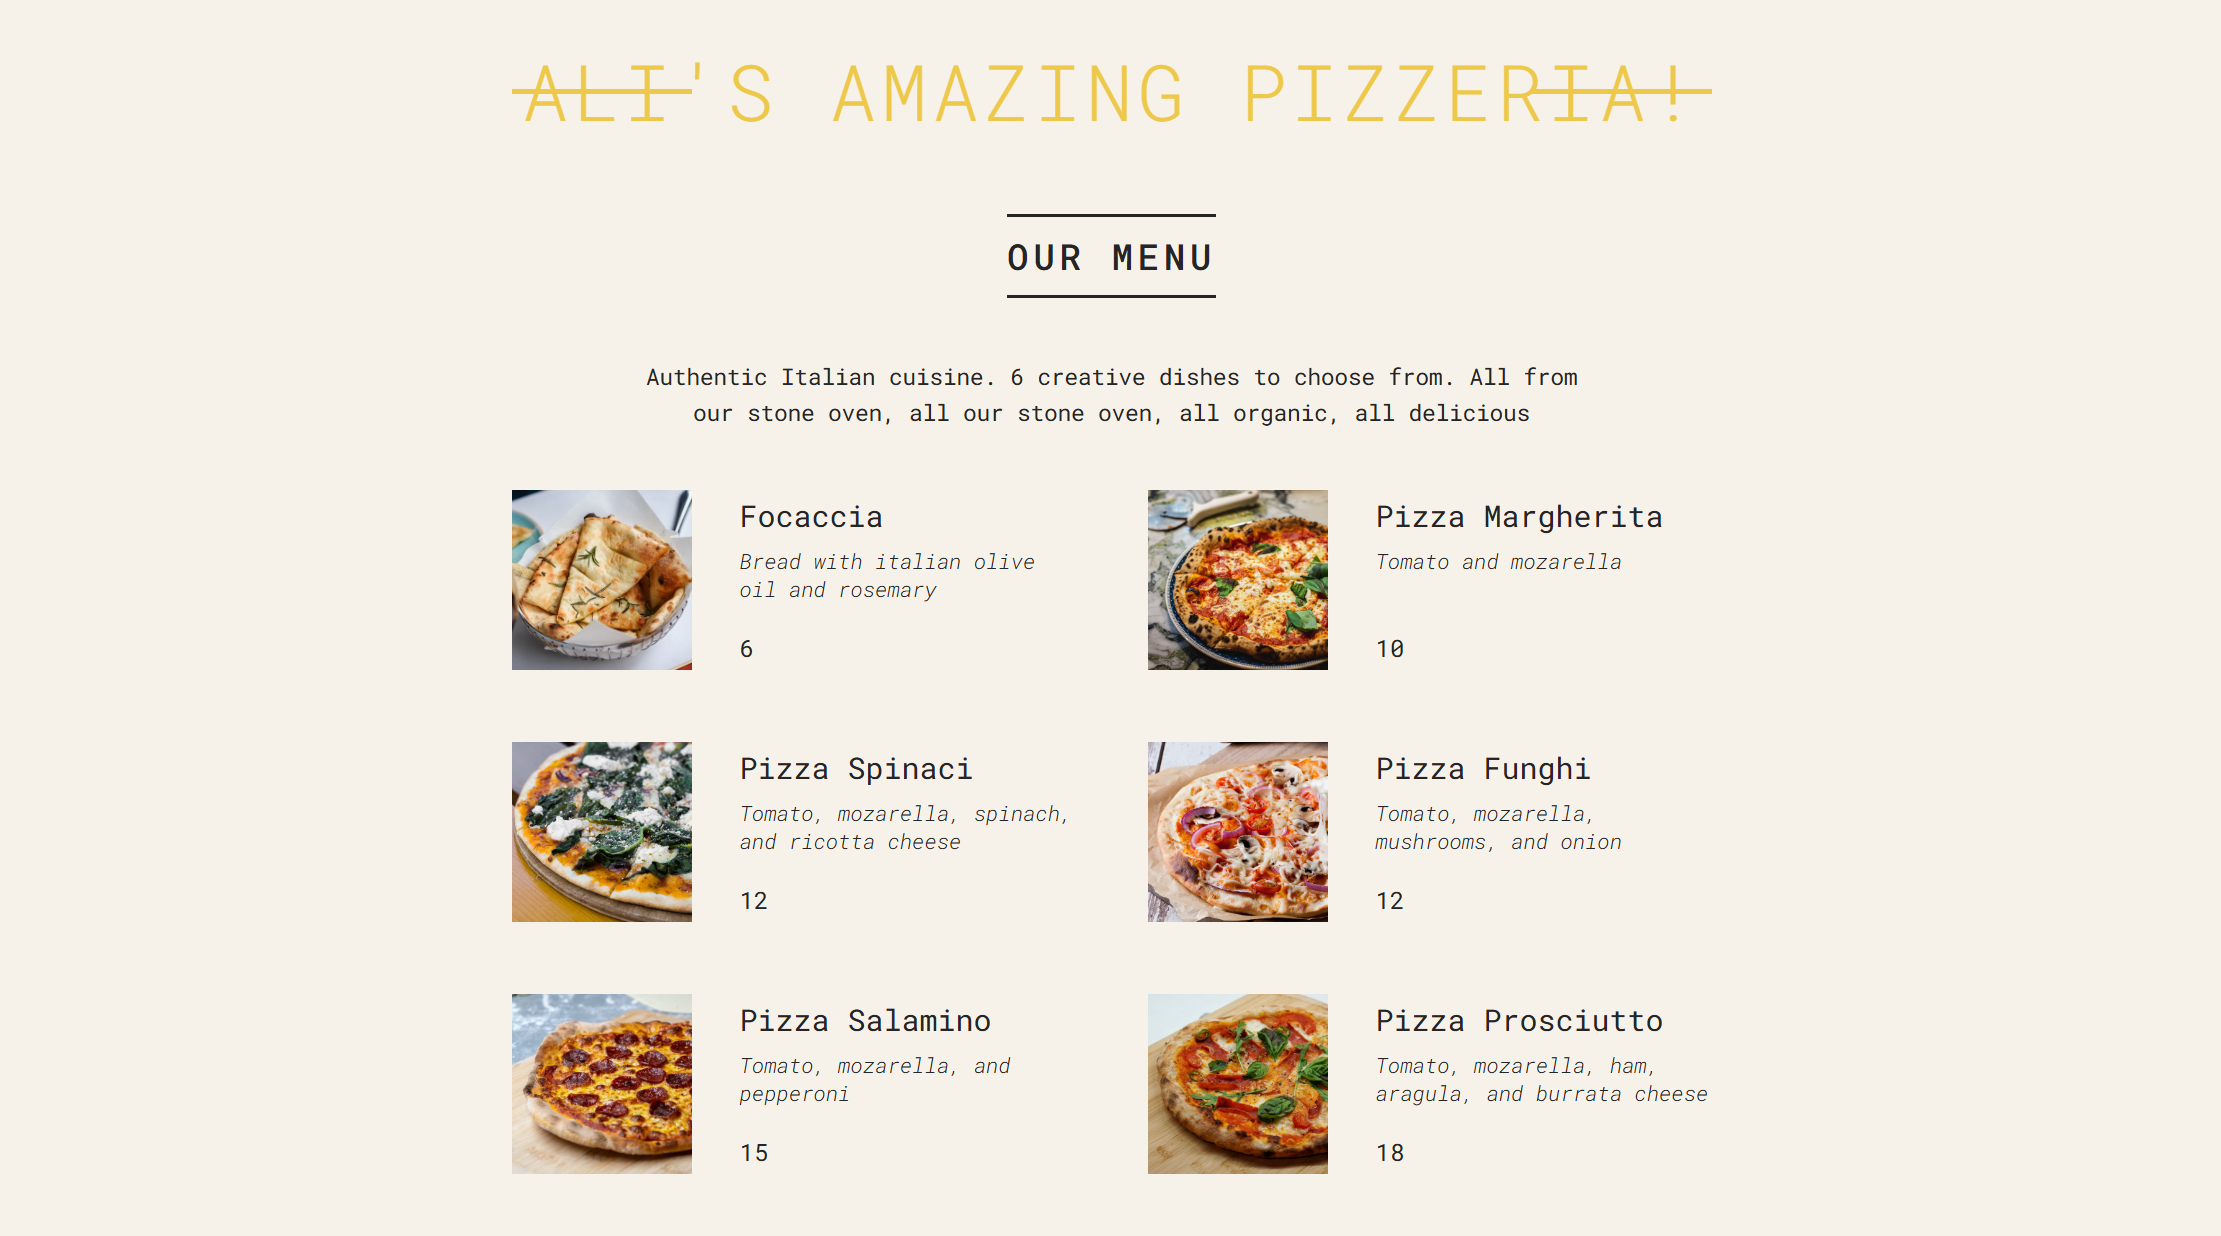 ALI'S AMAZING PIZZERIA!
OUR MENU
Authentic Italian cuisine. 6 creative dishes to choose from. All from
our stone oven, all our stone oven, all organic, all delicious
Focaccia
Bread with italian olive
oil and rosemary
6
Pizza Margherita
Tomato and mozarella
10
Pizza Spinaci
Tomato, mozarella, spinach,
and ricotta cheese
12
Pizza Funghi
Tomato, mozarella,
mushrooms, and onion
12
Pizza Salamino
Tomato, mozarella, and
pepperoni
15
Pizza Prosciutto
Tomato, mozarella, ham,
aragula, and burrata cheese
18